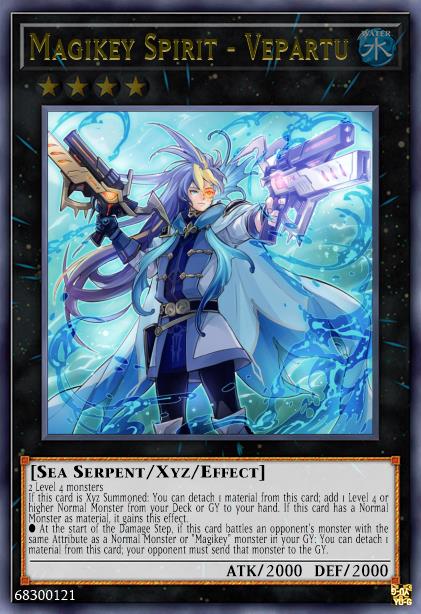 Magikey Spirit - Vepartu
WATER
水
[Sea Serpent/Xyz/Effect]
2 Level 4 monsters
If this card is Xyz Summoned: You can detach 1 material from this card; add 1 Level 4 or
higher Normal Monster from your Deck or GY to your hand. If this card has a Normal
Monster as material, it gains this effect.
● At the start of the Damage Step, if this card battles an opponent's monster with the
same Attribute as a Normal Monster or "Magikey" monster in your GY: You can detach 1
material from this card; your opponent must send that monster to the GY.
ATK/2000 DEF/2000
68300121